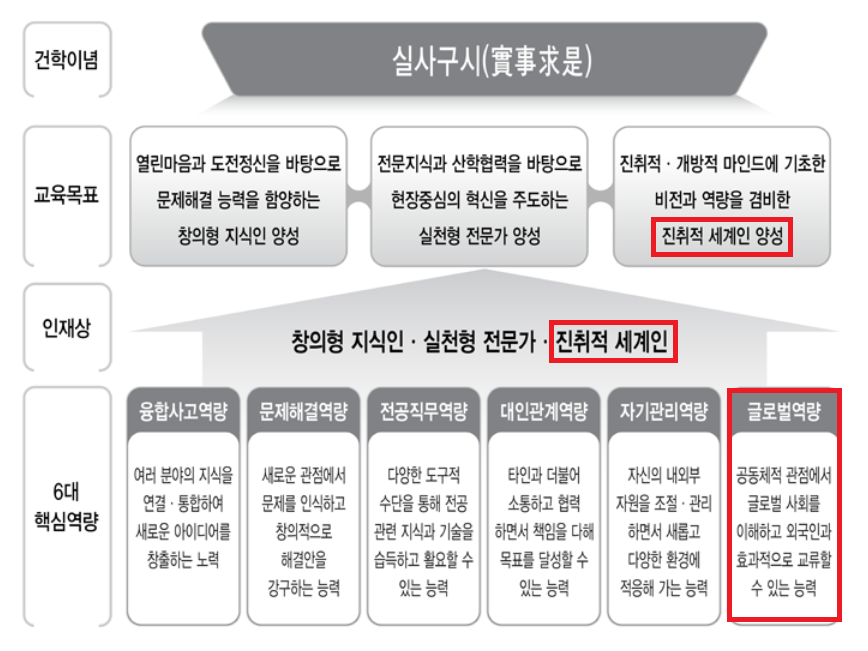 건학이념
실사구시(實事求是)
교육목표
열린마음과 도전정신을 바탕으로
문제해결 능력을 함양하는
창의형 지식인 양성
전문지식과 산학협력을 바탕으로
현장중심의 혁신을 주도하는
실천형 전문가 양성
진취적·개방적 마인드에 기초한
비전과 역량을 겸비한
진취적 세계인 양성
인재상
창의형 지식인·실천형 전문가·진취적 세계인
6대
핵심역량
융합사고역량
여러 분야의 지식을
연결·통합하여
새로운 아이디어를
창출하는 노력
문제해결역량
새로운 관점에서
문제를 인식하고
창의적으로
해결안을
강구하는 능력
전공직무역량
다양한 도구적
수단을 통해 전공
관련 지식과 기술을
습득하고 활요할 수
있는 능력
대인관계역량
타인과 더불어
소통하고 협력
하면서 책임을 다해
목표를 달성할 수
있는 능력
자기관리역량
자신의 내외부
자원을 조절·관리
하면서 새롭고
다양한 환경에
적응해 가는 능력
글로벌역량
공동체적 관점에서
글로벌 사회를
이해하고 외국인과
효과적으로 교류할
수 있는 능력